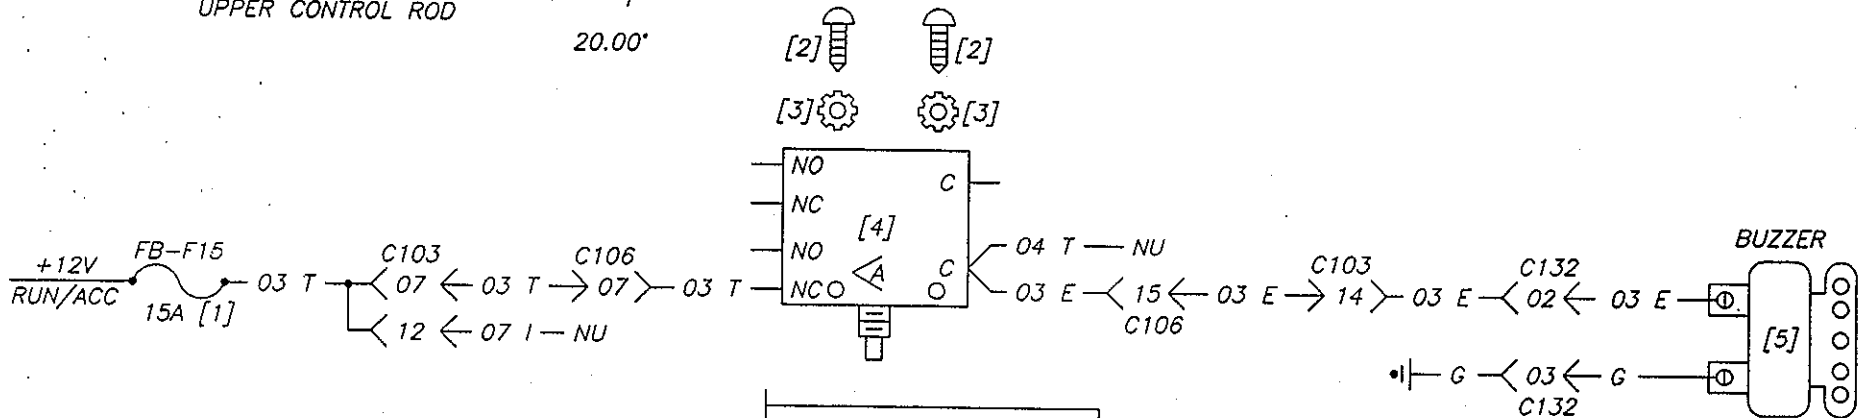 UPPER CONTROL ROD
20.00°
[2] [2]
[3] [3]
NO
C
NC
[4]
NO
04 T NU
BUZZER
+12V FB-F15 C103 C106 C C103 C132
RUN/ACC 03 T 07 03 T 07 03 T NC A 03 E 15 03 E 14 03 E 02 03 E
15A [1] C106
12 07 I NU
[5]
G 03 G
C132